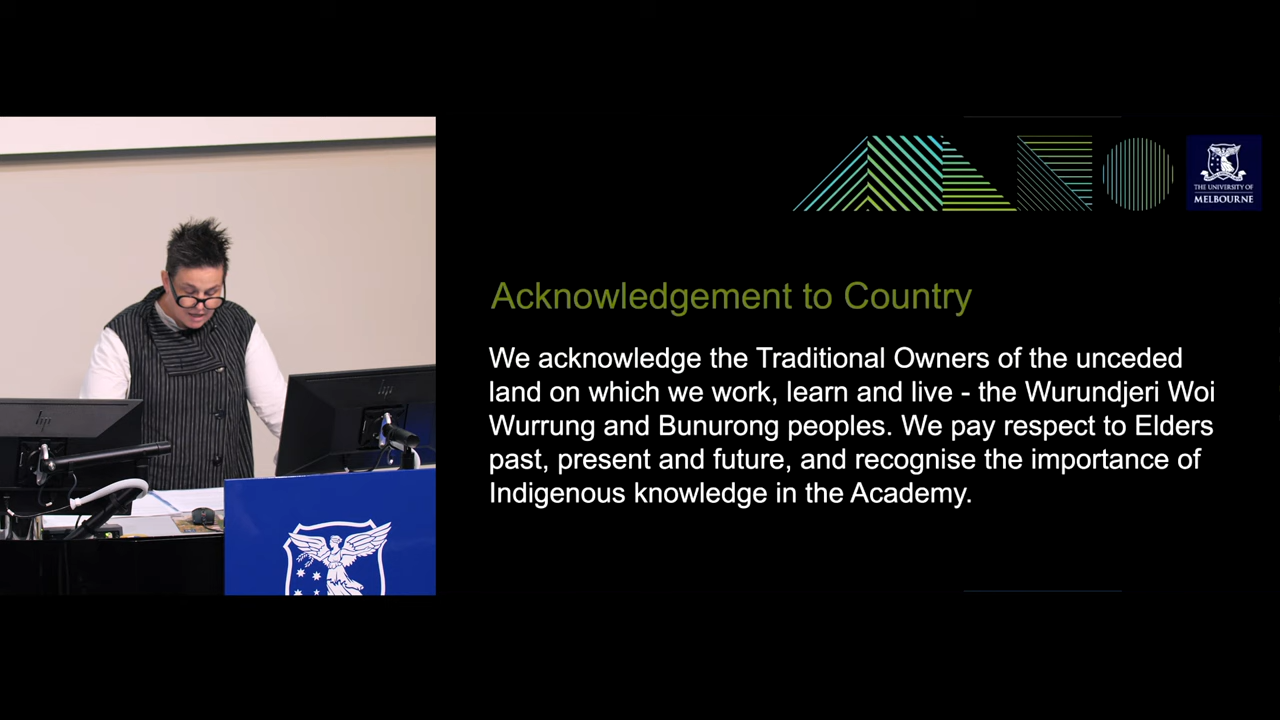 THE UNIVERSITY OF
MELBOURNE
Acknowledgement to Country
We acknowledge the Traditional Owners of the unceded
land on which we work, learn and live - the Wurundjeri Woi
Wurrung and Bunurong peoples. We pay respect to Elders
past, present and future, and recognise the importance of
Indigenous knowledge in the Academy.
hp
hp